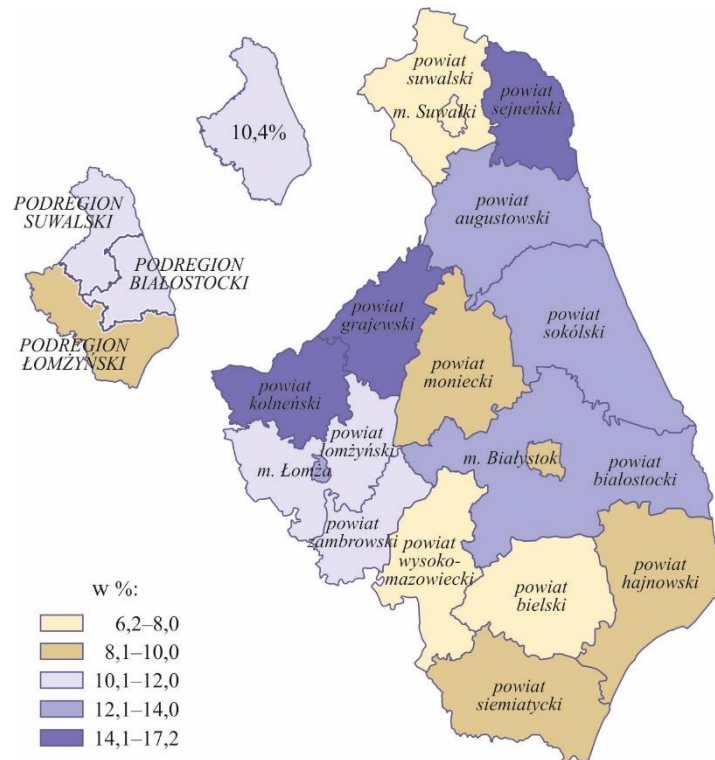 10,4%
PODREGION
SUWALSKI
PODREGION
BIAŁOSTOCKI
PODREGION
ŁOMŻYŃSKI
powiat
suwalski
m. Suwałki
powiat
sejneński
powiat
augustowski
powiat
sokólski
powiat
grajewski
powiat
moniecki
powiat
kolneński
powiat
łomżyński
m. Łomża
m. Białystok
powiat
białostocki
powiat
zambrowski
powiat
wysoko-
mazowiecki
powiat
bielski
powiat
hajnowski
powiat
siemiatycki
w %:
6,2–8,0
8,1–10,0
10,1–12,0
12,1–14,0
14,1–17,2